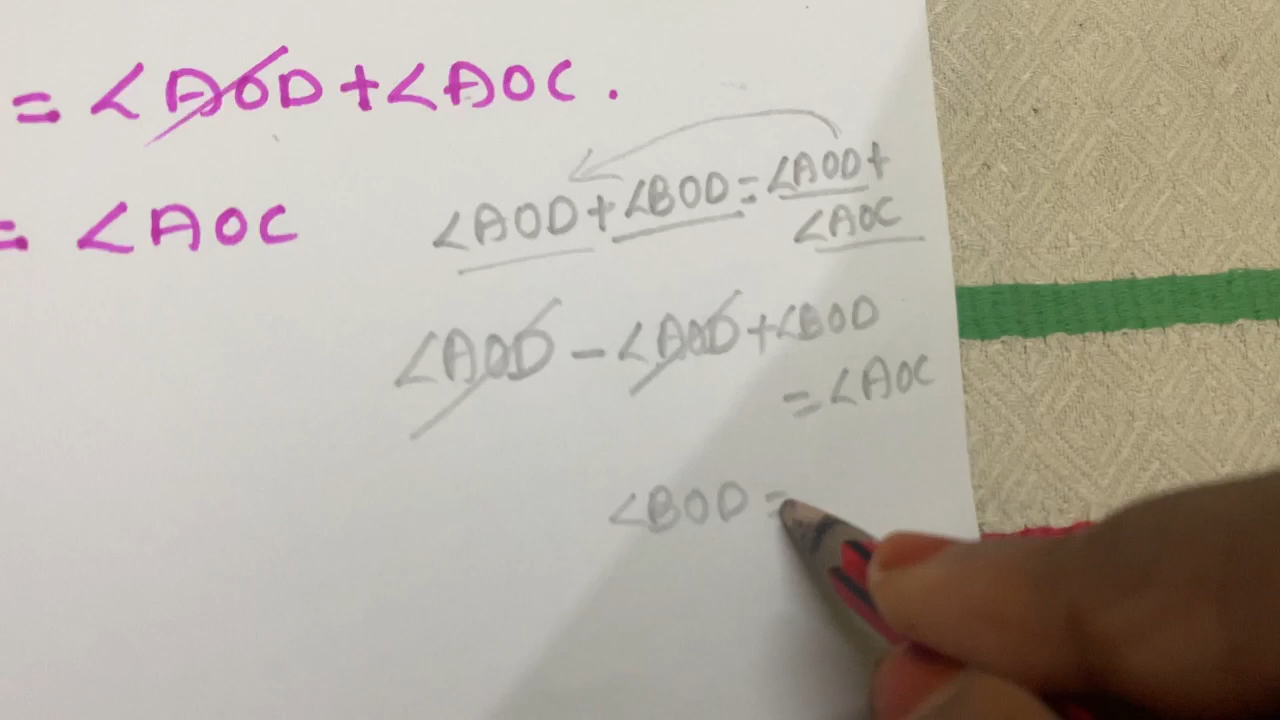 = ∠AOD + ∠AOC .
= ∠AOC
∠AOD + ∠BOD = ∠AOD +
∠AOC
∠AOD - ∠AOD + ∠BOD
= ∠AOC
∠BOD =